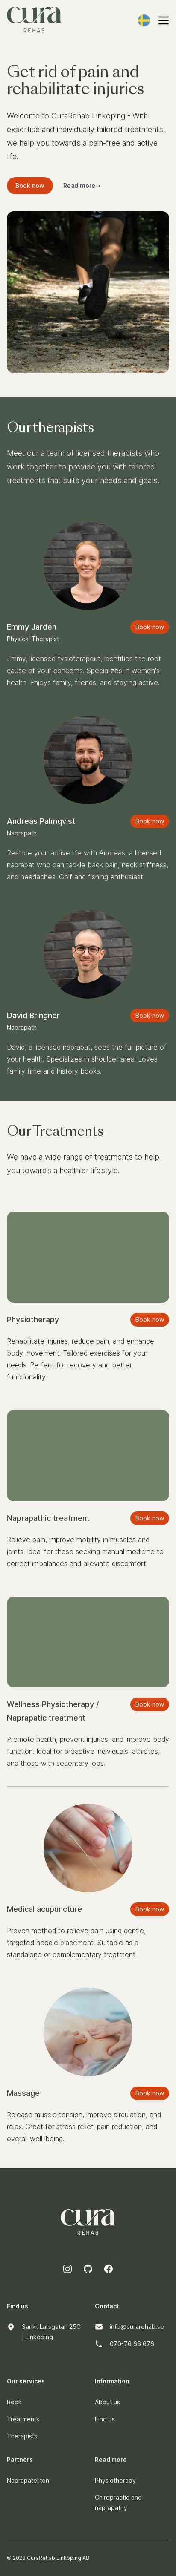 cura
REHAB
Get rid of pain and
rehabilitate injuries
Welcome to CuraRehab Linköping - With
expertise and individually tailored treatments,
we help you towards a pain-free and active
life.
Book now
Read more→
Our therapists
Meet our a team of licensed therapists who
work together to provide you with tailored
treatments that suits your needs and goals.
Emmy Jardén
Book now
Physical Therapist
Emmy, licensed fysioterapeut, identifies the root
cause of your concerns. Specializes in women's
health. Enjoys family, friends, and staying active.
Andreas Palmqvist
Book now
Naprapath
Restore your active life with Andreas, a licensed
naprapat who can tackle back pain, neck stiffness,
and headaches. Golf and fishing enthusiast.
David Bringner
Book now
Naprapath
David, a licensed naprapat, sees the full picture of
your health. Specializes in shoulder area. Loves
family time and history books.
Our Treatments
We have a wide range of treatments to help
you towards a healthier lifestyle.
Physiotherapy
Book now
Rehabilitate injuries, reduce pain, and enhance
body movement. Tailored exercises for your
needs. Perfect for recovery and better
functionality.
Naprapathic treatment
Book now
Relieve pain, improve mobility in muscles and
joints. Ideal for those seeking manual medicine to
correct imbalances and alleviate discomfort.
Wellness Physiotherapy /
Naprapatic treatment
Book now
Promote health, prevent injuries, and improve body
function. Ideal for proactive individuals, athletes,
and those with sedentary jobs.
Medical acupuncture
Book now
Proven method to relieve pain using gentle,
targeted needle placement. Suitable as a
standalone or complementary treatment.
Massage
Book now
Release muscle tension, improve circulation, and
relax. Great for stress relief, pain reduction, and
overall well-being.
cura
REHAB
Find us
Sankt Larsgatan 25C
| Linköping
Contact
info@curarehab.se
070-76 66 676
Our services
Book
Treatments
Therapists
Information
About us
Find us
Partners
Naprapateliten
Read more
Physiotherapy
Chiropractic and
naprapathy
© 2023 CuraRehab Linköping AB